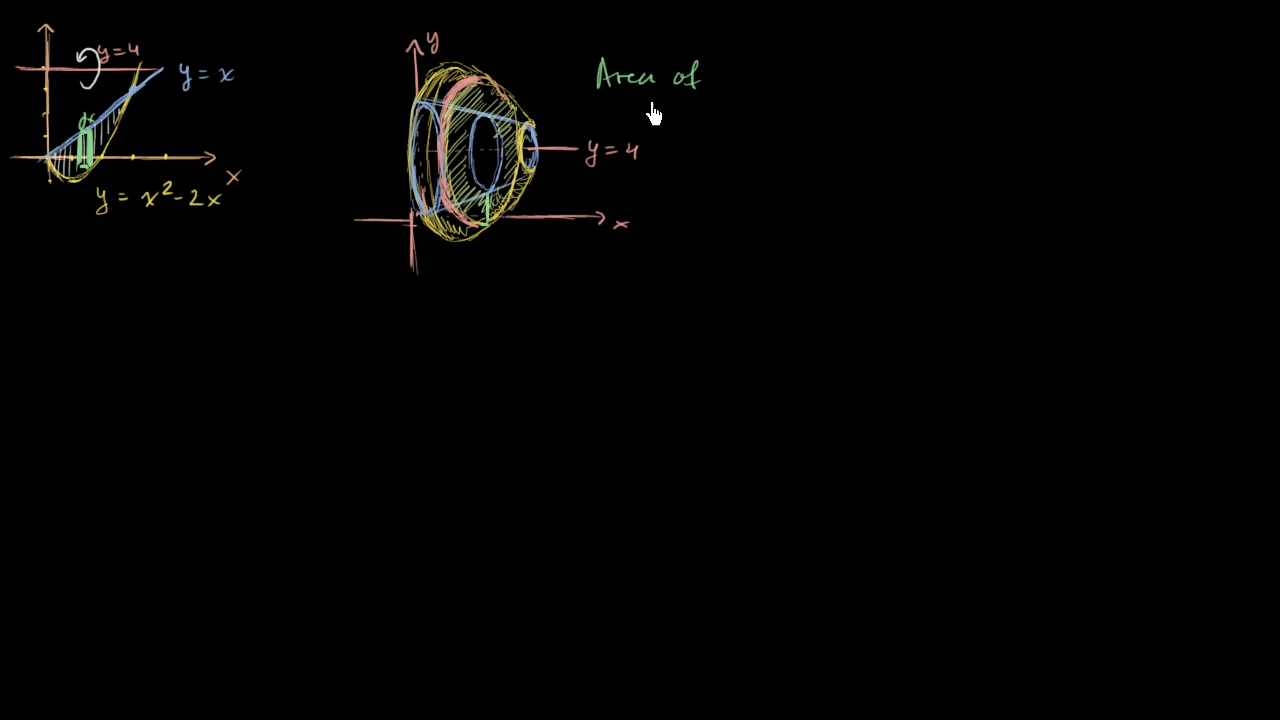 y = 4
y = x
dx
x
y = x² - 2x
y
y = 4
x
Area of